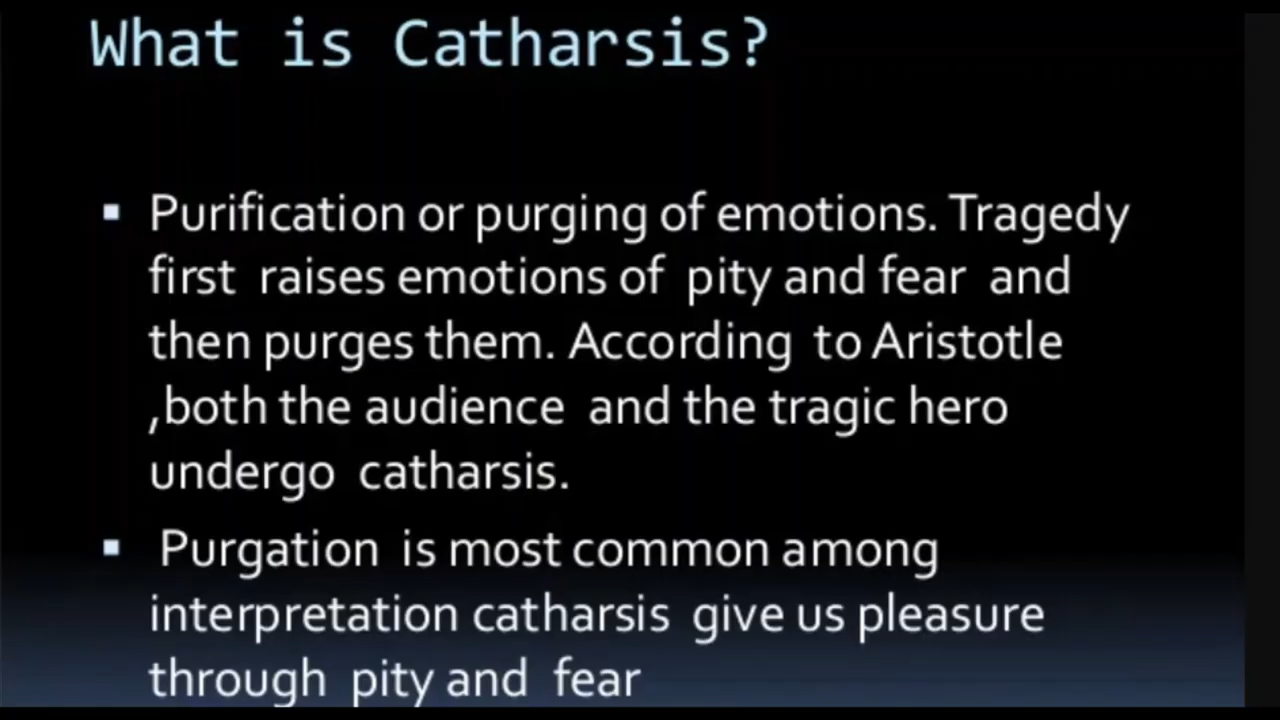 What is Catharsis?
▪ Purification or purging of emotions. Tragedy
first raises emotions of pity and fear and
then purges them. According to Aristotle
,both the audience and the tragic hero
undergo catharsis.
▪ Purgation is most common among
interpretation catharsis give us pleasure
through pity and fear